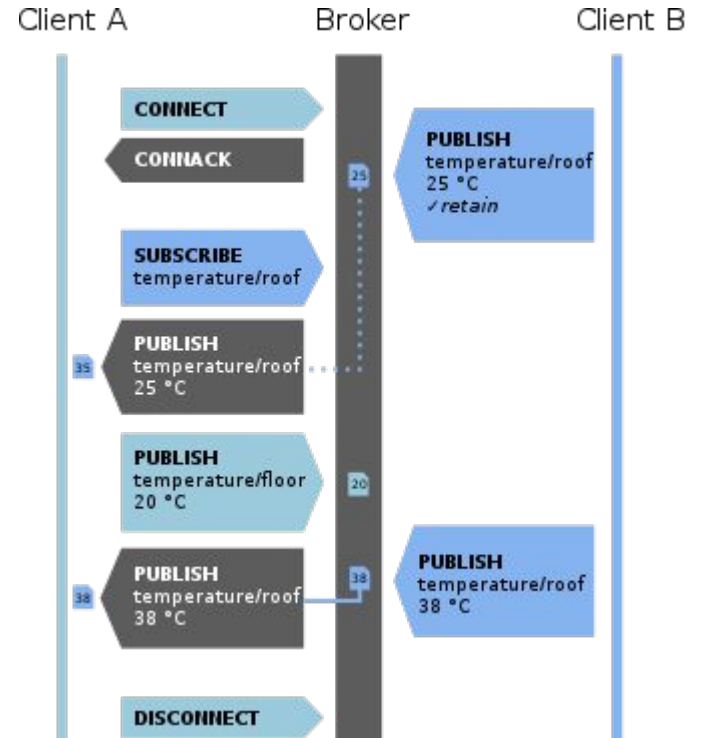 Client A
Broker
Client B
CONNECT
CONNACK
PUBLISH
temperature/roof
25 °C
✓retain
25
SUBSCRIBE
temperature/roof
PUBLISH
temperature/roof
25 °C
35
PUBLISH
temperature/floor
20 °C
20
PUBLISH
temperature/roof
38 °C
38
PUBLISH
temperature/roof
38 °C
38
DISCONNECT